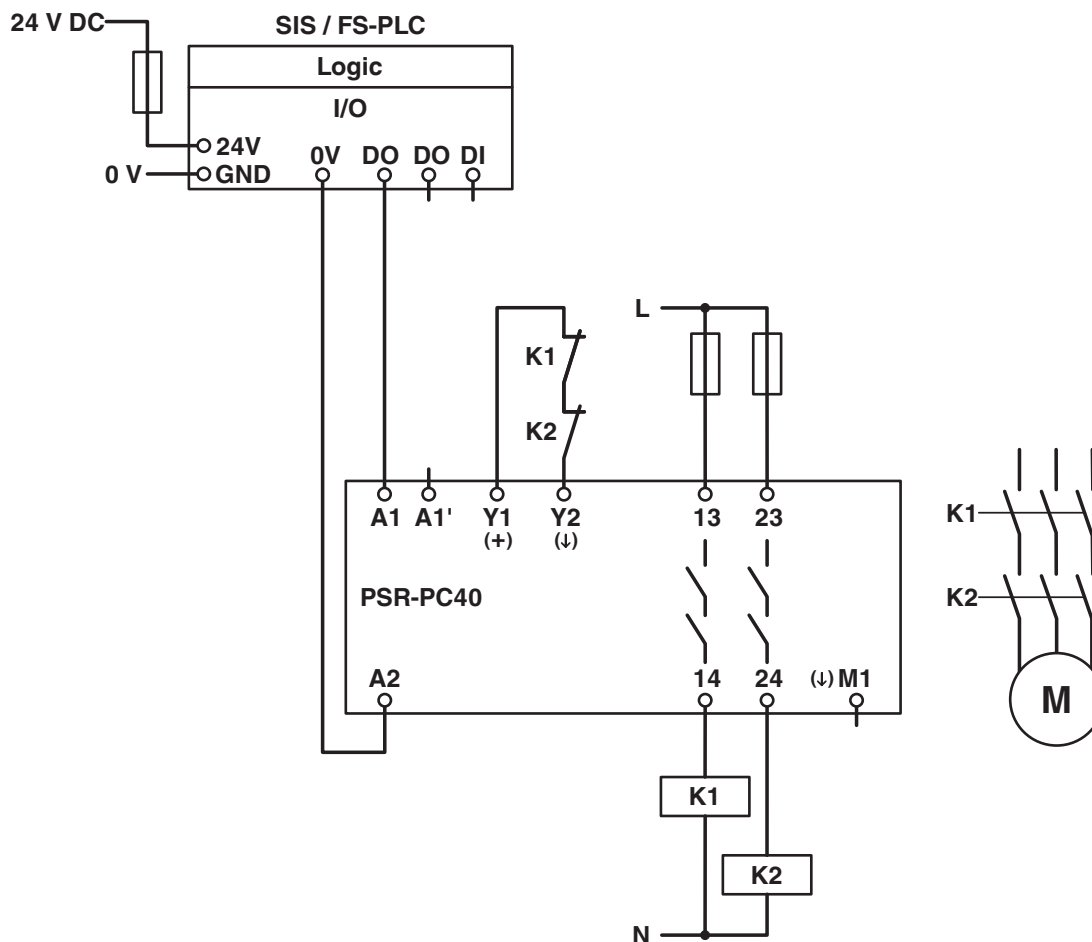 24 V DC
SIS / FS-PLC
Logic
I/O
24V
0V DO DO DI
0 V
GND
L
K1
K2
A1 A1' Y1 Y2 13 23
(+) (↓)
K1
PSR-PC40
K2
A2 14 24 (↓) M1
M
K1
K2
N